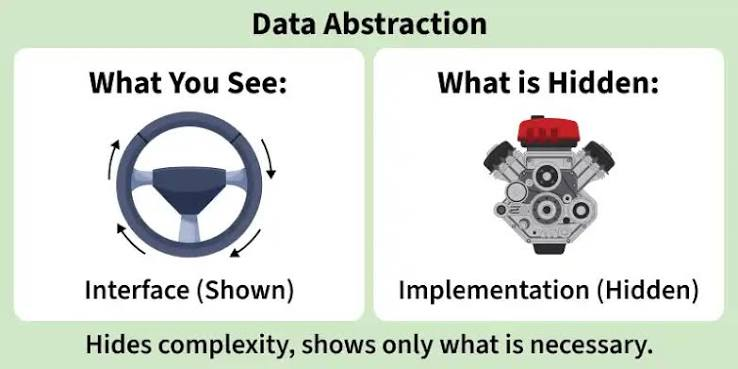 Data Abstraction
What You See:
Interface (Shown)
What is Hidden:
Implementation (Hidden)
Hides complexity, shows only what is necessary.